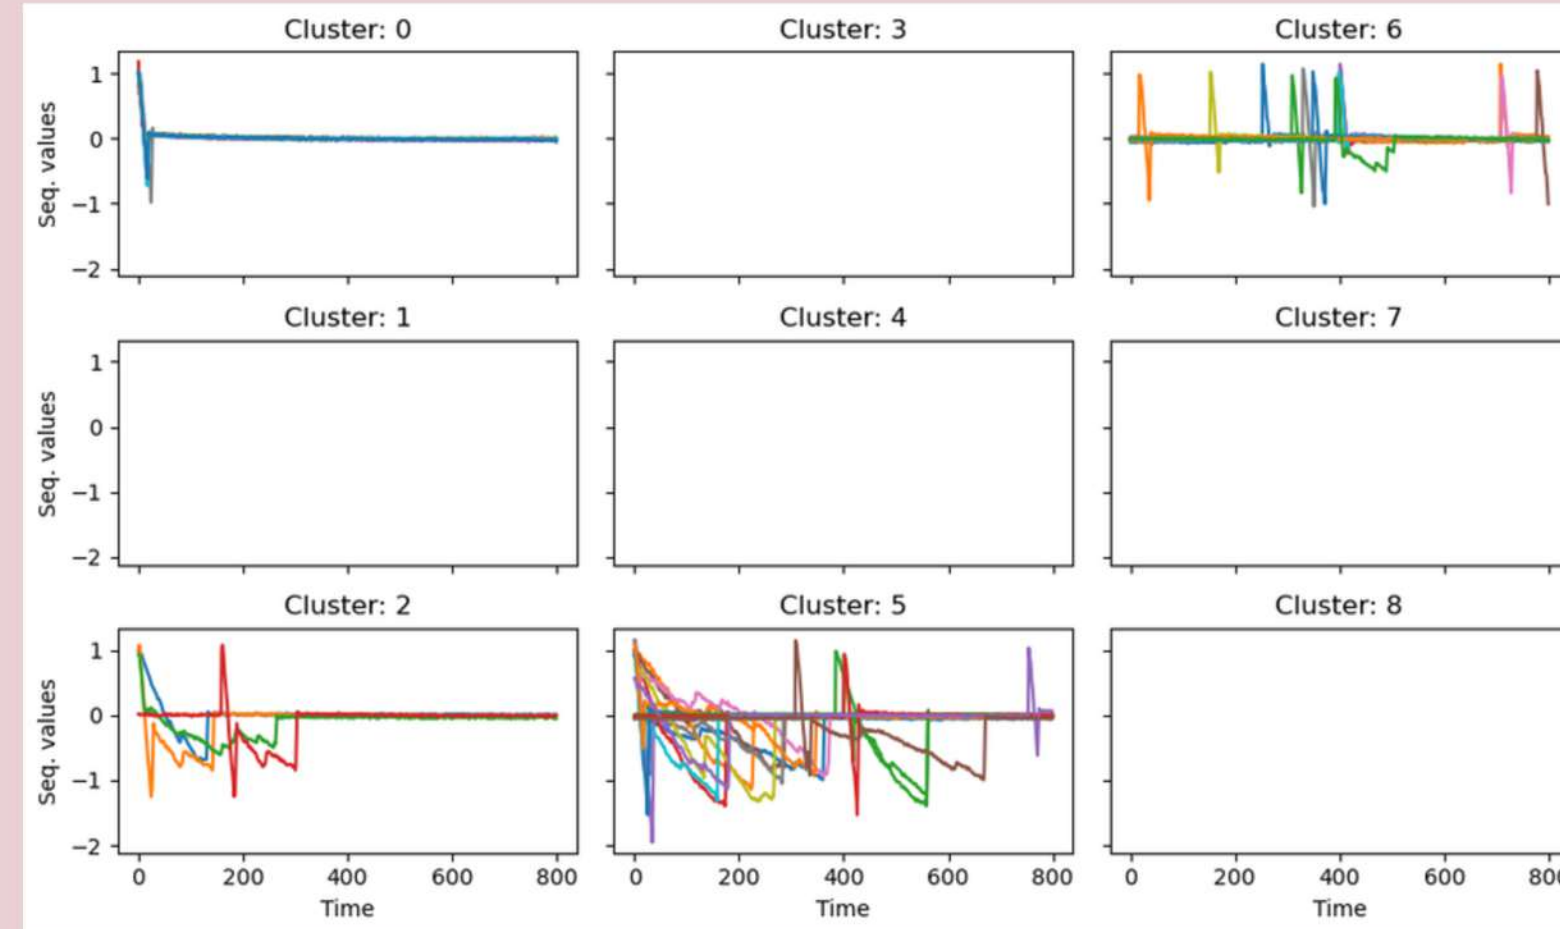 Cluster: 0
Cluster: 3
Cluster: 6
Seq. values
1
0
−1
−2
Cluster: 1
Cluster: 4
Cluster: 7
Seq. values
1
0
−1
−2
Cluster: 2
Cluster: 5
Cluster: 8
Seq. values
1
0
−1
−2
0 200 400 600 800
0 200 400 600 800
0 200 400 600 800
Time
Time
Time